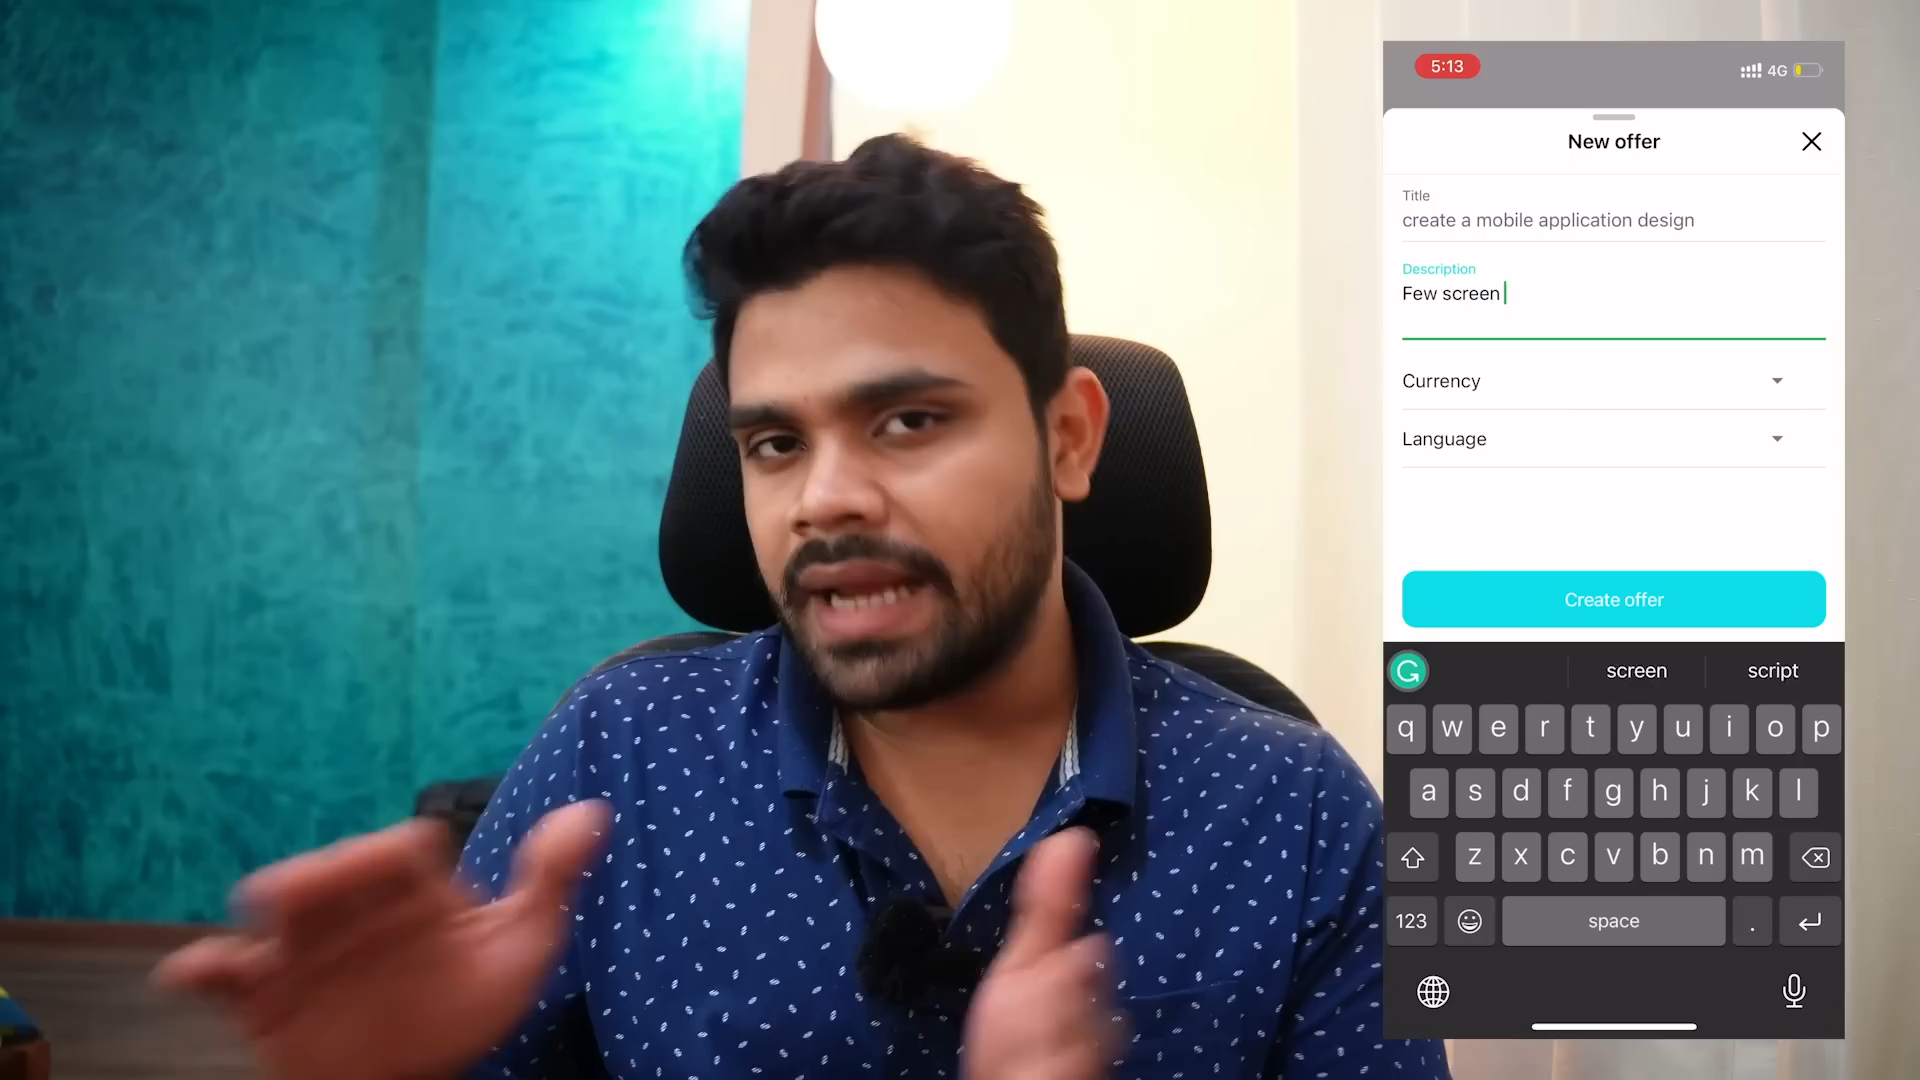 5:13
4G
New offer
Title
create a mobile application design
Description
Few screen
Currency
Language
Create offer
screen script
q w e r t y u i o p
a s d f g h j k l
z x c v b n m
123 space .